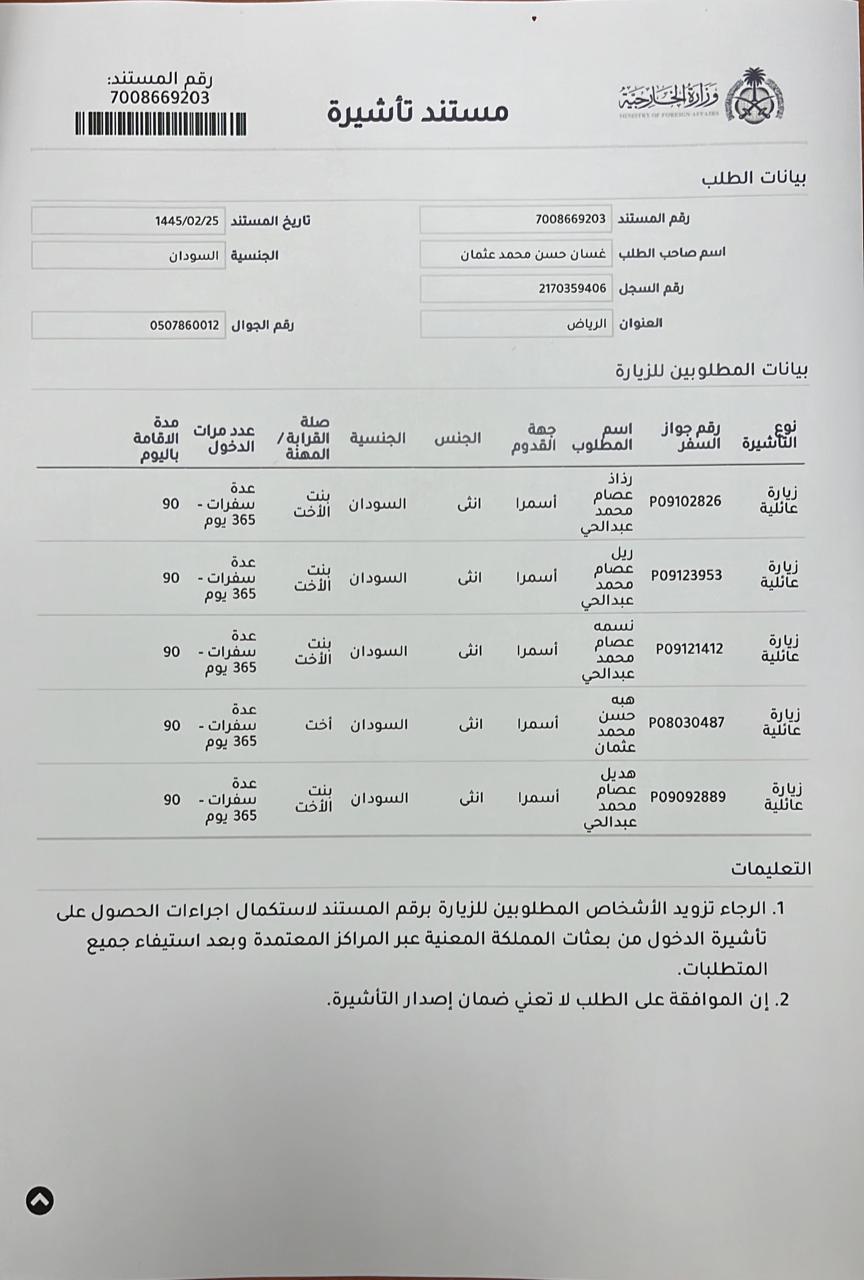 وزارة الخارجية
MINISTRY OF FOREIGN AFFAIRS
مستند تأشيرة
رقم المستند:
7008669203
بيانات الطلب
رقم المستند 7008669203 تاريخ المستند 1445/02/25
اسم صاحب الطلب غسان حسن محمد عثمان الجنسية السودان
رقم السجل 2170359406
العنوان الرياض رقم الجوال 0507860012
بيانات المطلوبين للزيارة
نوع التأشيرة رقم جواز السفر اسم المطلوب جهة القدوم الجنس الجنسية صلة القرابة / المهنة عدد مرات الدخول مدة الاقامة باليوم
زيارة عائلية P09102826 رذاذ عصام محمد عبدالحي أسمرا انثى السودان بنت الأخت عدة سفرات - 365 يوم 90
زيارة عائلية P09123953 ريل عصام محمد عبدالحي أسمرا انثى السودان بنت الأخت عدة سفرات - 365 يوم 90
زيارة عائلية P09121412 نسمه عصام محمد عبدالحي أسمرا انثى السودان بنت الأخت عدة سفرات - 365 يوم 90
زيارة عائلية P08030487 هبه حسن محمد عثمان أسمرا انثى السودان أخت عدة سفرات - 365 يوم 90
زيارة عائلية P09092889 هديل عصام محمد عبدالحي أسمرا انثى السودان بنت الأخت عدة سفرات - 365 يوم 90
التعليمات
1. الرجاء تزويد الأشخاص المطلوبين للزيارة برقم المستند لاستكمال اجراءات الحصول على
تأشيرة الدخول من بعثات المملكة المعنية عبر المراكز المعتمدة وبعد استيفاء جميع
المتطلبات.
2. إن الموافقة على الطلب لا تعني ضمان إصدار التأشيرة.